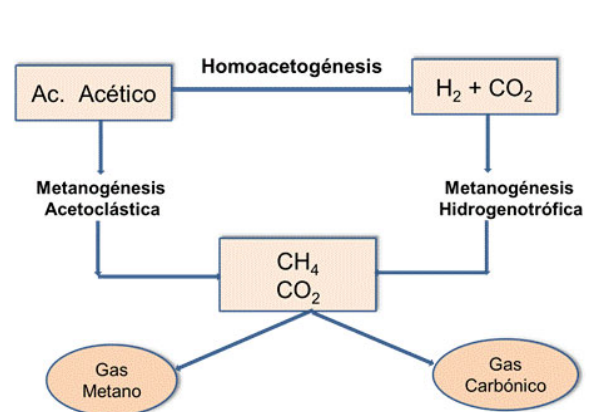 Homoacetogénesis
Ac. Acético
H₂ + CO₂
Metanogénesis
Acetoclástica
Metanogénesis
Hidrogenotrófica
CH₄
CO₂
Gas
Metano
Gas
Carbónico